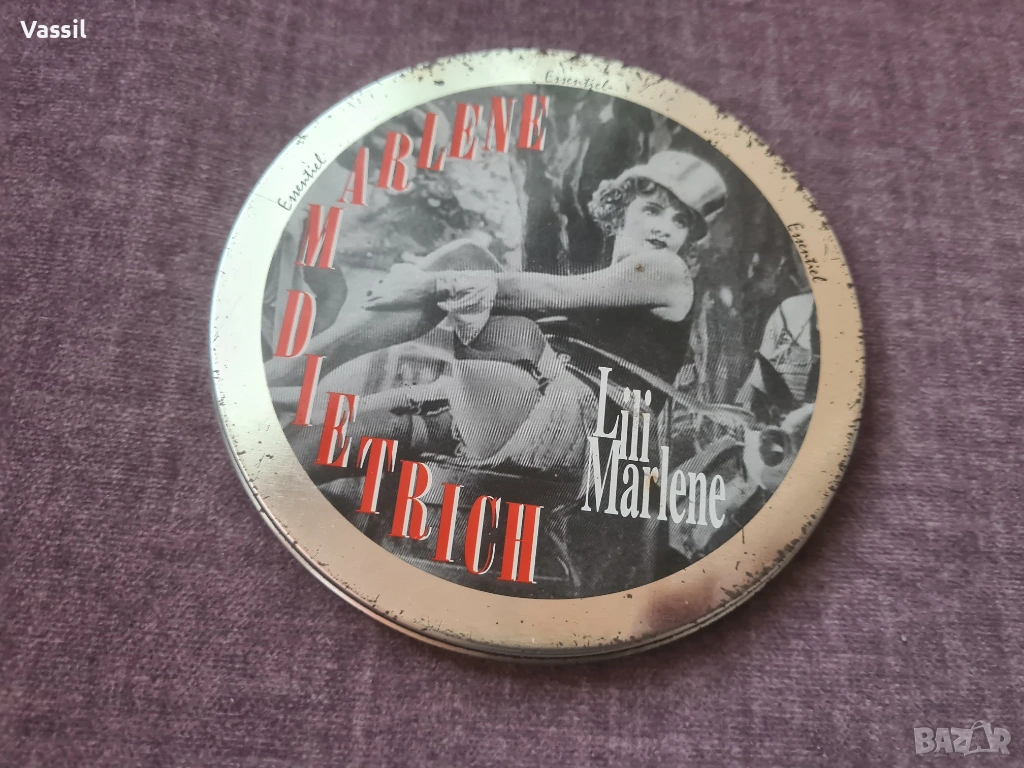 Vassil
Essentiel
Essentiel
Essentiel
MARLENE
DIETRICH
Lili
Marlene
BAZAR